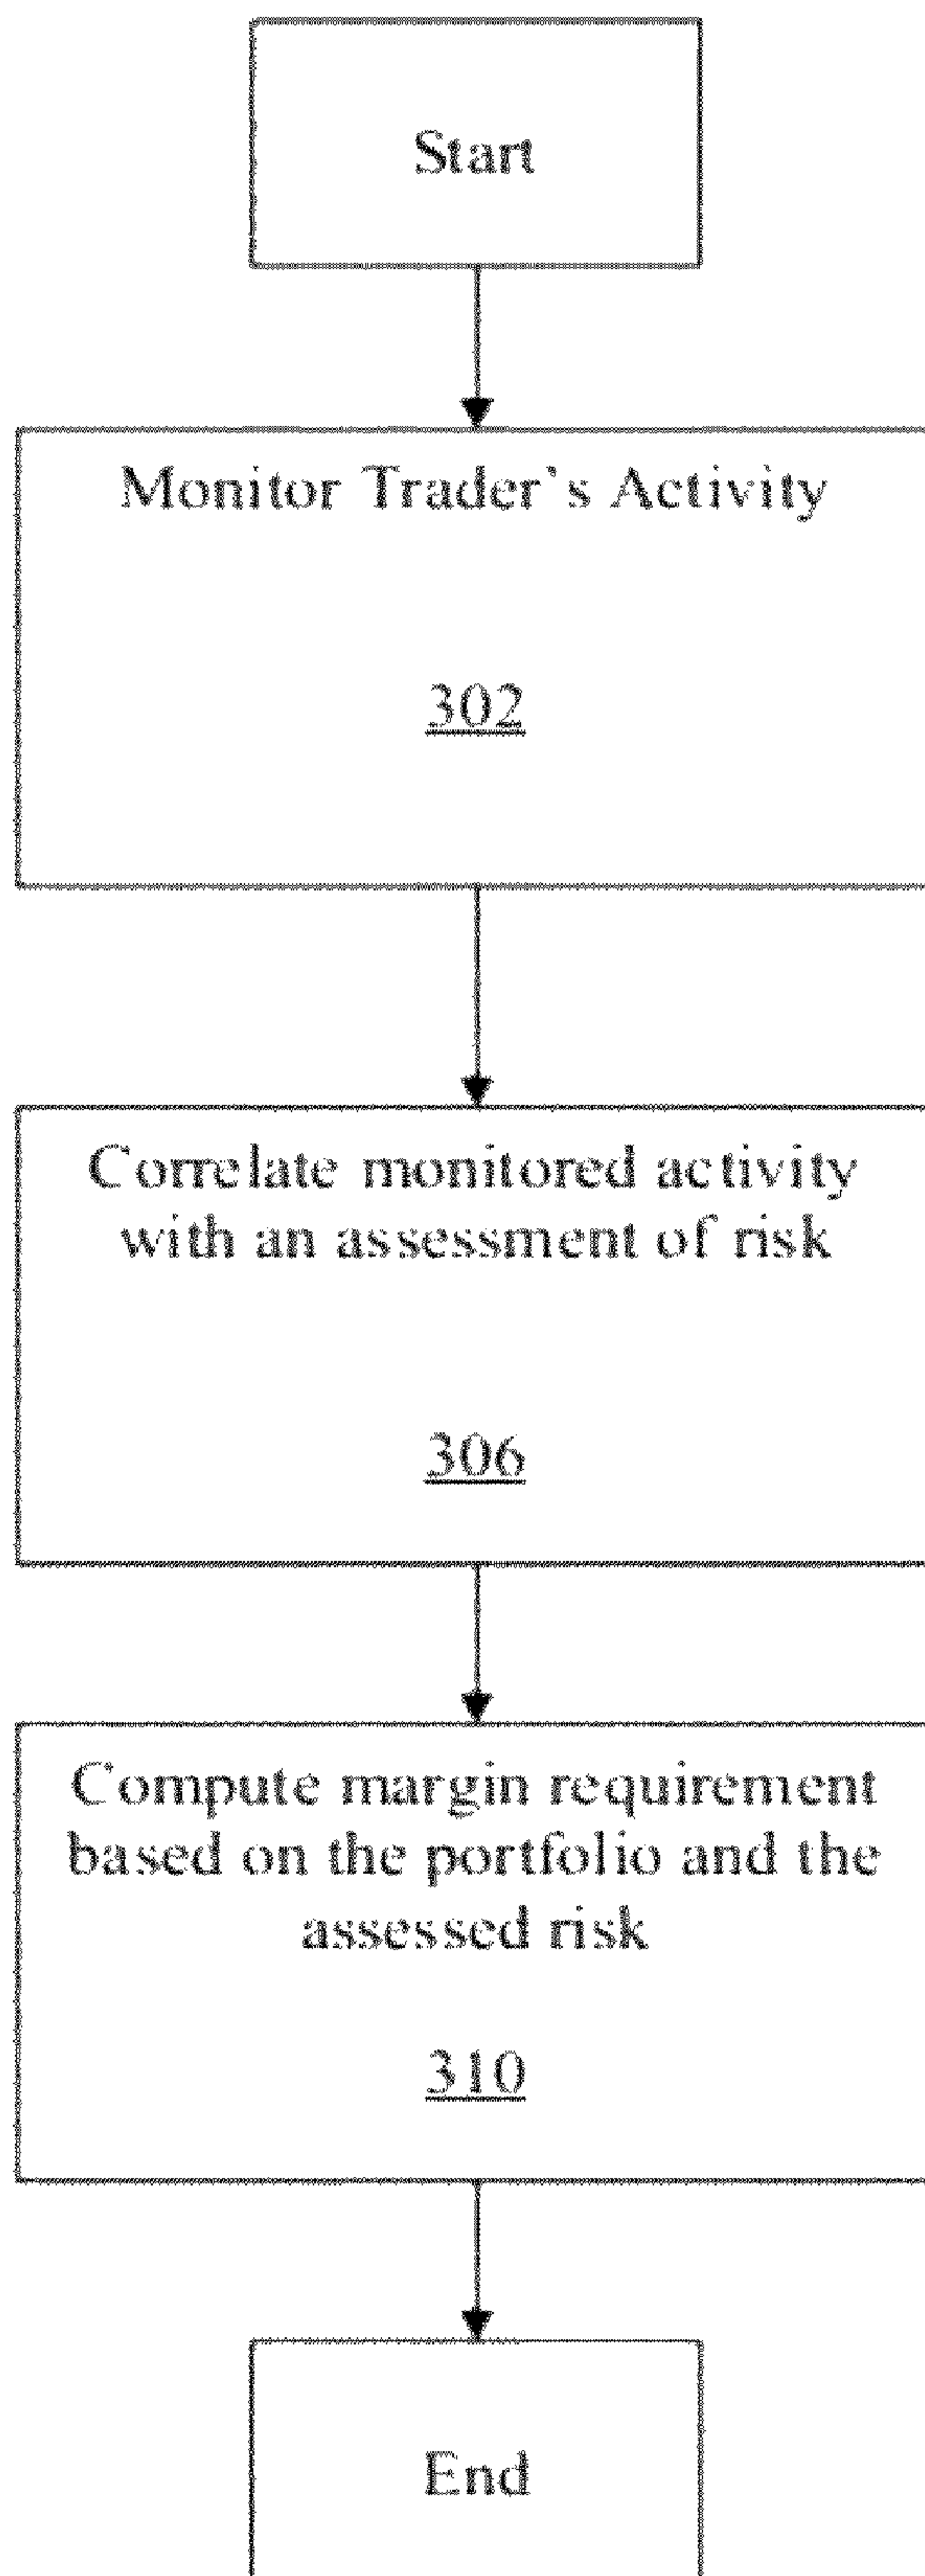 Start
Monitor Trader's Activity
302
Correlate monitored activity
with an assessment of risk
306
Compute margin requirement
based on the portfolio and the
assessed risk
310
End